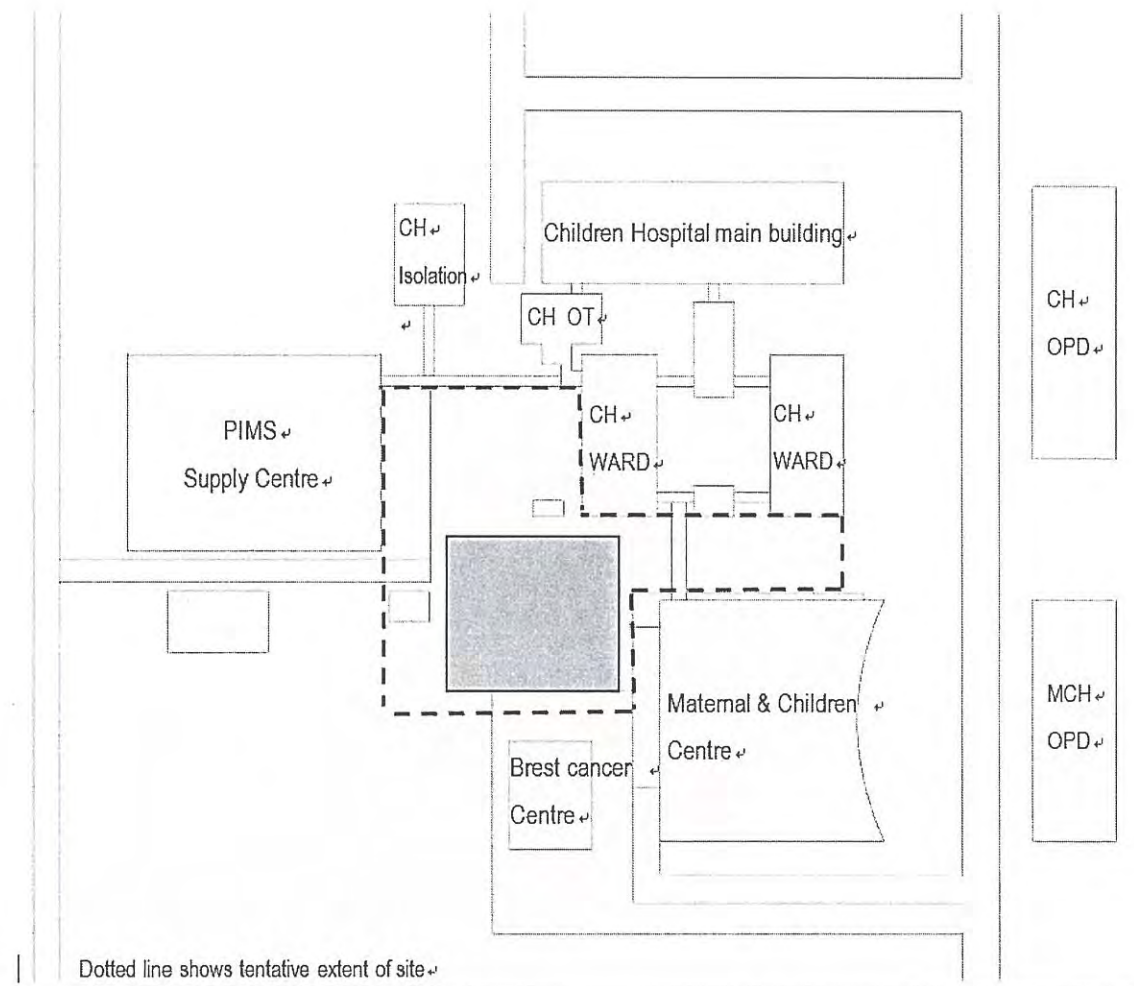 CH
Isolation
Children Hospital main building
CH OT
CH
OPD
PIMS
Supply Centre
CH
WARD
CH
WARD
Maternal & Children
Centre
MCH
OPD
Brest cancer
Centre
Dotted line shows tentative extent of site